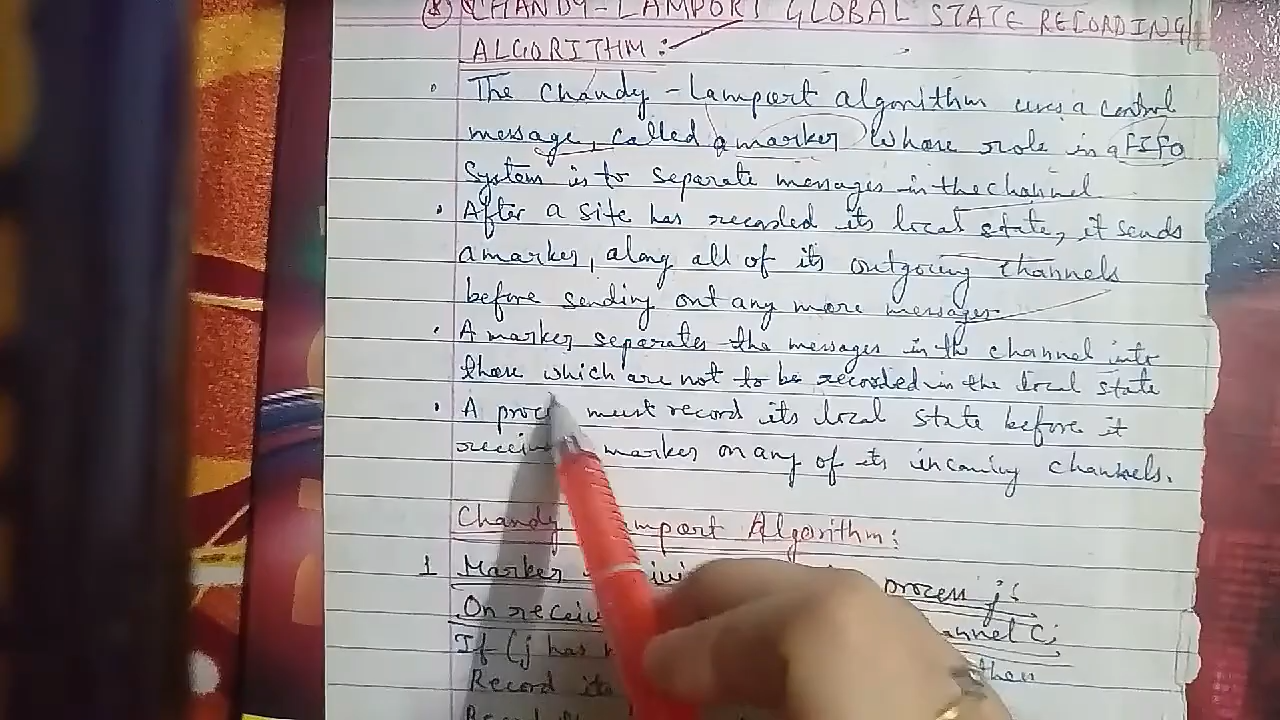 CHANDY-LAMPORT GLOBAL STATE RECORDING
ALGORITHM:
• The Chandy-Lamport algorithm uses a control
message, called a marker whose role in a FIFO
System is to separate messages in the channel
• After a site has recorded its local state, it sends
a marker, along all of its outgoing channels
before sending out any more messages.
• A marker separates the messages in the channel into
those which are not to be recorded in the local state
• A must record its local state before it
marker on any of its incoming channels.
Chandy Algorithm:
1 Marker process j:
On
If (j has then
Record its